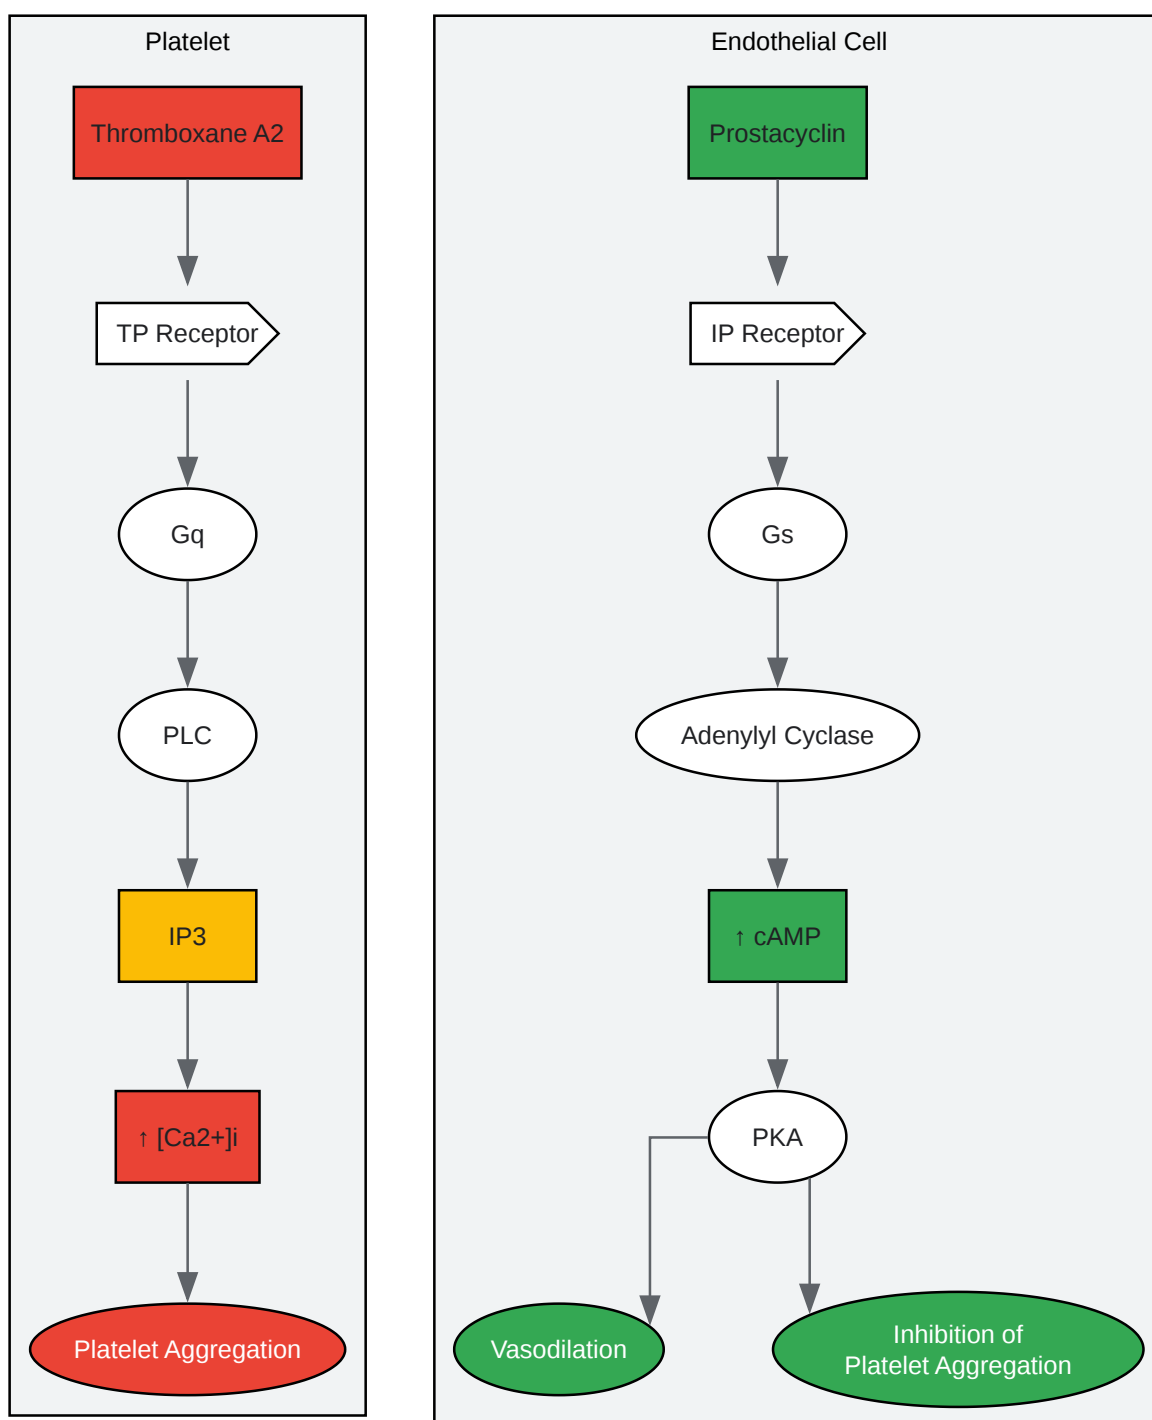 Platelet
Thromboxane A2
TP Receptor
Gq
PLC
IP3
↑ [Ca2+]i
Platelet Aggregation
Endothelial Cell
Prostacyclin
IP Receptor
Gs
Adenylyl Cyclase
↑ cAMP
PKA
Vasodilation
Inhibition of
Platelet Aggregation